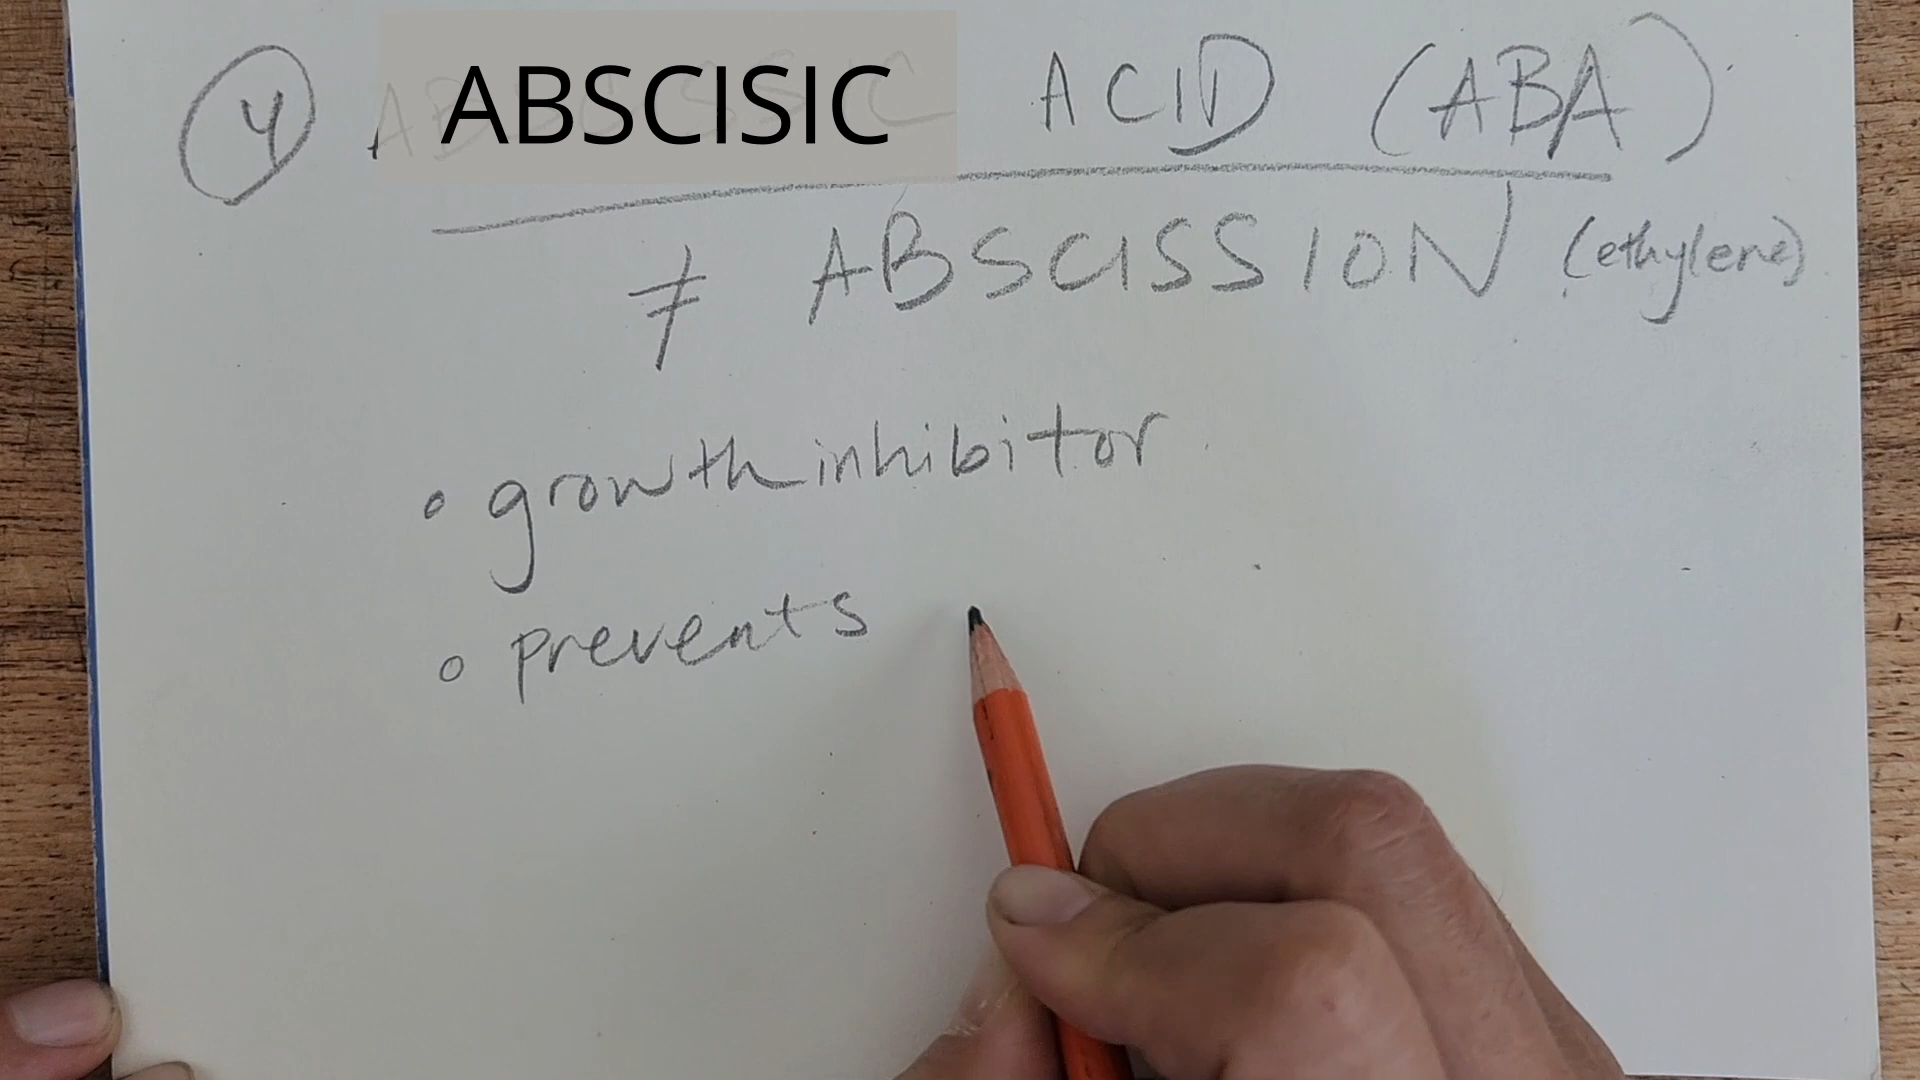 4 ABSCISIC ACID (ABA)
≠ ABSCISSION (ethylene)
• growth inhibitor
• prevents